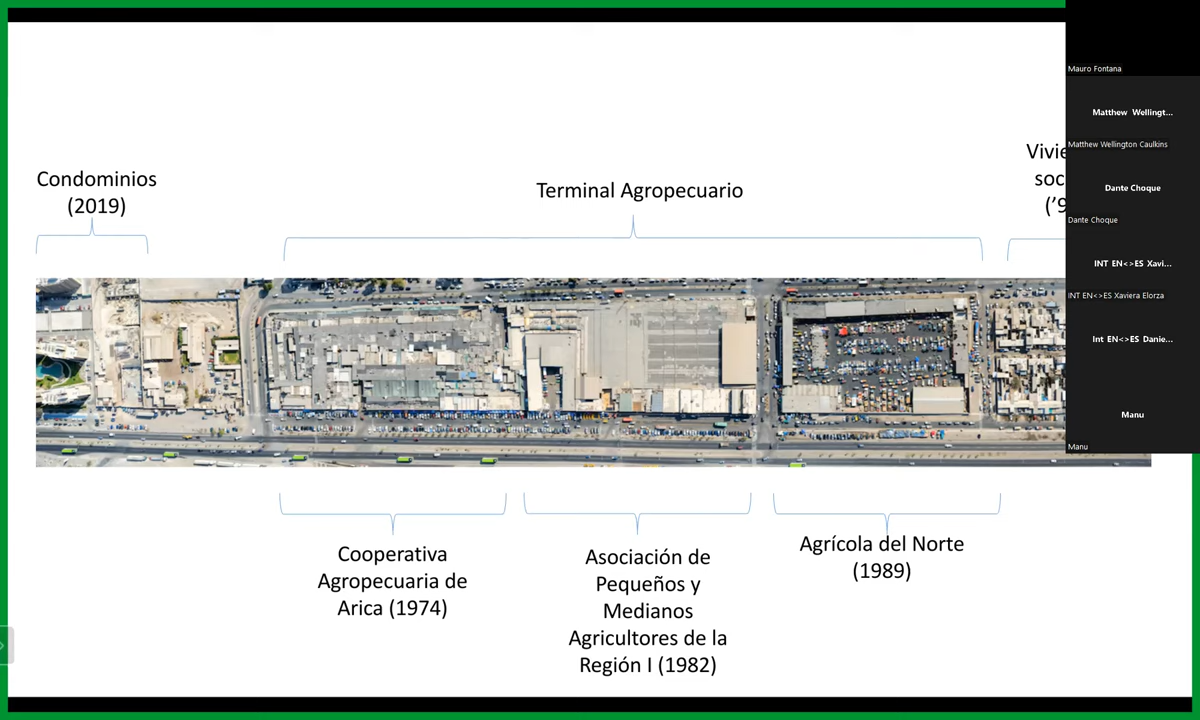 Condominios
(2019)
Terminal Agropecuario
Cooperativa
Agropecuaria de
Arica (1974)
Asociación de
Pequeños y
Medianos
Agricultores de la
Región I (1982)
Agrícola del Norte
(1989)
Mauro Fontana
Matthew Wellingt...
Matthew Wellington Caulkins
Dante Choque
Dante Choque
INT EN<>ES Xavi...
INT EN<>ES Xaviera Elorza
Int EN<>ES Danie...
Manu
Manu